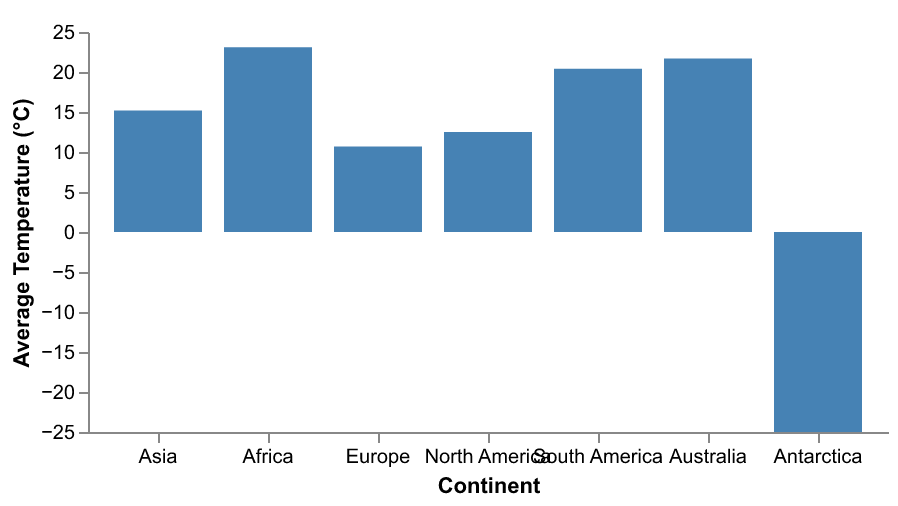 Average Temperature (°C)
25
20
15
10
5
0
−5
−10
−15
−20
−25
Asia
Africa
Europe
North America
South America
Australia
Antarctica
Continent